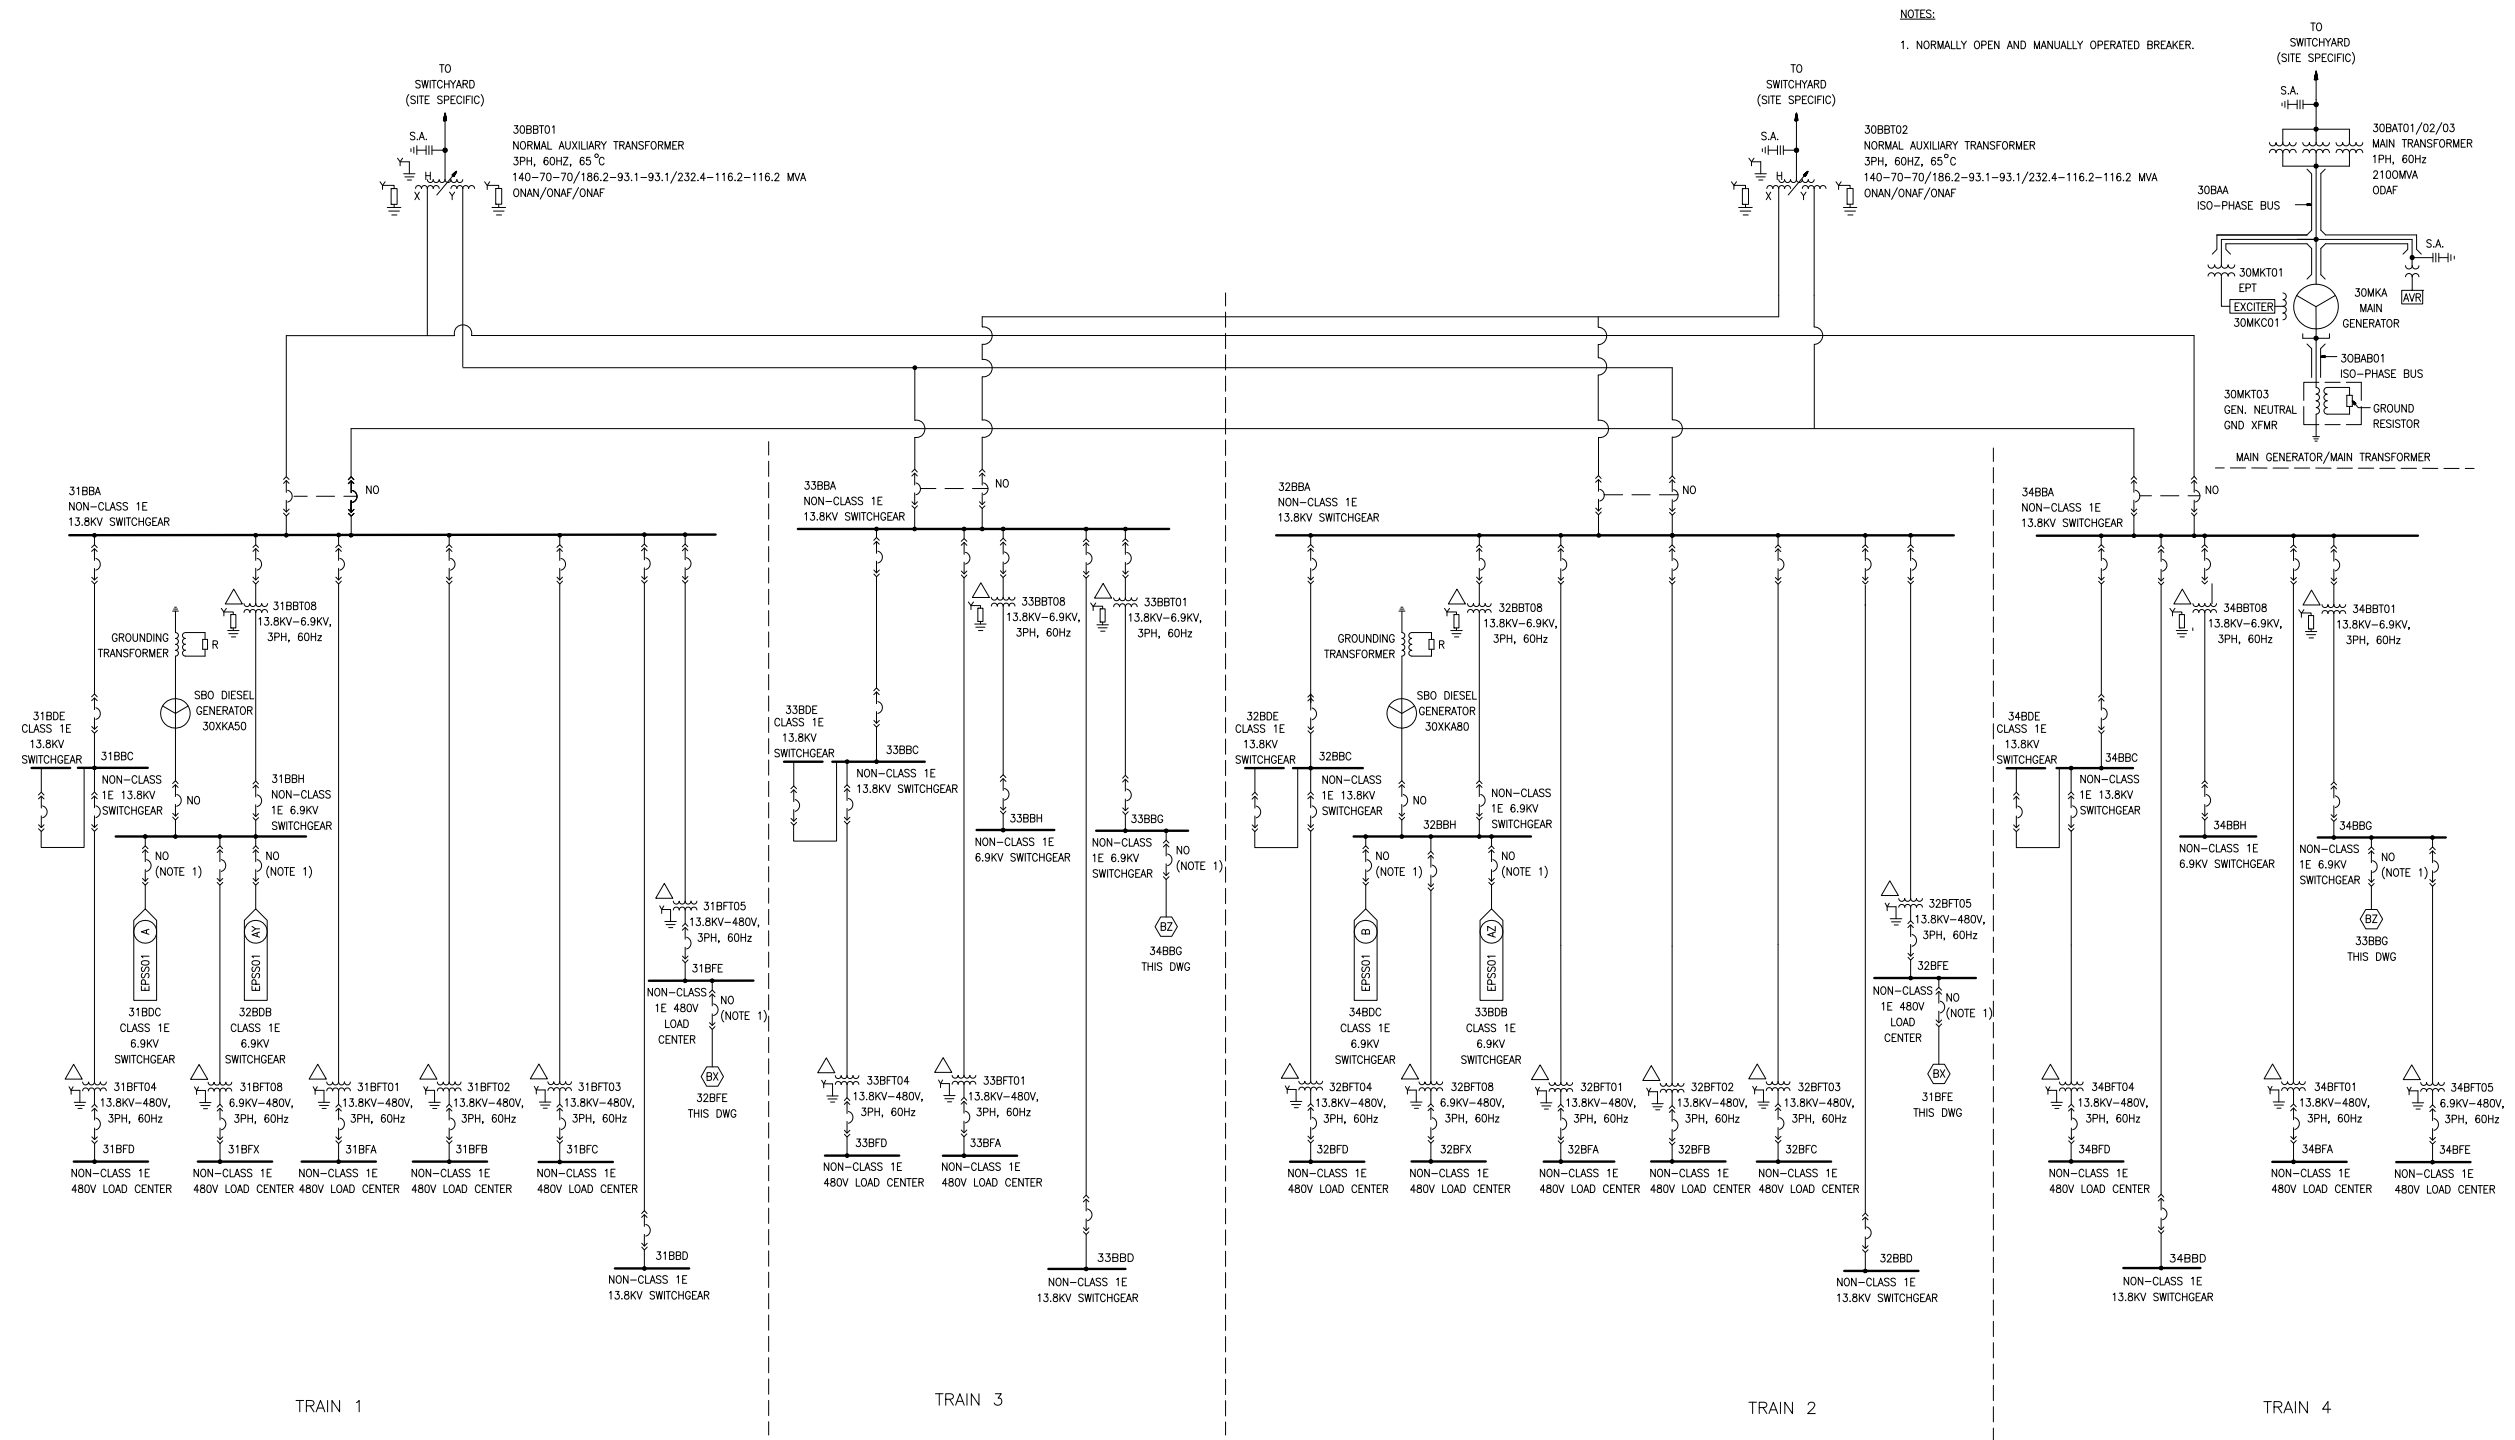 NOTES:
1. NORMALLY OPEN AND MANUALLY OPERATED BREAKER.
TO
SWITCHYARD
(SITE SPECIFIC)
S.A.
Y
H
Y
Y
X
Y
30BBT01
NORMAL AUXILIARY TRANSFORMER
3PH, 60HZ, 65°C
140-70-70/186.2-93.1-93.1/232.4-116.2-116.2 MVA
ONAN/ONAF/ONAF
TO
SWITCHYARD
(SITE SPECIFIC)
S.A.
Y
H
Y
Y
X
Y
30BBT02
NORMAL AUXILIARY TRANSFORMER
3PH, 60HZ, 65°C
140-70-70/186.2-93.1-93.1/232.4-116.2-116.2 MVA
ONAN/ONAF/ONAF
TO
SWITCHYARD
(SITE SPECIFIC)
S.A.
30BAT01/02/03
MAIN TRANSFORMER
1PH, 60Hz
2100MVA
ODAF
30BAA
ISO-PHASE BUS
S.A.
30MKT01
EPT
EXCITER
30MKC01
30MKA
MAIN
GENERATOR
AVR
30BAB01
ISO-PHASE BUS
30MKT03
GEN. NEUTRAL
GND XFMR
GROUND
RESISTOR
MAIN GENERATOR/MAIN TRANSFORMER
31BBA
NON-CLASS 1E
13.8KV SWITCHGEAR
NO
31BBT08
13.8KV-6.9KV,
3PH, 60Hz
Y
GROUNDING
TRANSFORMER
R
SBO DIESEL
GENERATOR
30XKA50
31BDE
CLASS 1E
13.8KV
SWITCHGEAR
31BBC
NON-CLASS
1E 13.8KV
SWITCHGEAR
NO
31BBH
NON-CLASS
1E 6.9KV
SWITCHGEAR
NO
(NOTE 1)
NO
(NOTE 1)
A
EPSS01
31BDC
CLASS 1E
6.9KV
SWITCHGEAR
AY
EPSS01
32BDB
CLASS 1E
6.9KV
SWITCHGEAR
Y
31BFT05
13.8KV-480V,
3PH, 60Hz
31BFE
NON-CLASS
1E 480V
LOAD
CENTER
NO
(NOTE 1)
BX
32BFE
THIS DWG
Y
31BFT04
13.8KV-480V,
3PH, 60Hz
31BFD
NON-CLASS 1E
480V LOAD CENTER
Y
31BFT08
6.9KV-480V,
3PH, 60Hz
31BFX
NON-CLASS 1E
480V LOAD CENTER
Y
31BFT01
13.8KV-480V,
3PH, 60Hz
31BFA
NON-CLASS 1E
480V LOAD CENTER
Y
31BFT02
13.8KV-480V,
3PH, 60Hz
31BFB
NON-CLASS 1E
480V LOAD CENTER
Y
31BFT03
13.8KV-480V,
3PH, 60Hz
31BFC
NON-CLASS 1E
480V LOAD CENTER
31BBD
NON-CLASS 1E
13.8KV SWITCHGEAR
TRAIN 1
33BBA
NON-CLASS 1E
13.8KV SWITCHGEAR
NO
Y
33BBT08
13.8KV-6.9KV,
3PH, 60Hz
Y
33BBT01
13.8KV-6.9KV,
3PH, 60Hz
33BDE
CLASS 1E
13.8KV
SWITCHGEAR
33BBC
NON-CLASS 1E
13.8KV SWITCHGEAR
33BBH
NON-CLASS 1E
6.9KV SWITCHGEAR
33BBG
NON-CLASS
1E 6.9KV
SWITCHGEAR
NO
(NOTE 1)
BZ
34BBG
THIS DWG
Y
33BFT04
13.8KV-480V,
3PH, 60Hz
33BFD
NON-CLASS 1E
480V LOAD CENTER
Y
33BFT01
13.8KV-480V,
3PH, 60Hz
33BFA
NON-CLASS 1E
480V LOAD CENTER
33BBD
NON-CLASS 1E
13.8KV SWITCHGEAR
TRAIN 3
32BBA
NON-CLASS 1E
13.8KV SWITCHGEAR
NO
Y
32BBT08
13.8KV-6.9KV,
3PH, 60Hz
GROUNDING
TRANSFORMER
R
SBO DIESEL
GENERATOR
30XKA80
32BDE
CLASS 1E
13.8KV
SWITCHGEAR
32BBC
NON-CLASS
1E 13.8KV
SWITCHGEAR
NO
32BBH
NON-CLASS
1E 6.9KV
SWITCHGEAR
NO
(NOTE 1)
NO
(NOTE 1)
B
EPSS01
34BDC
CLASS 1E
6.9KV
SWITCHGEAR
AZ
EPSS01
33BDB
CLASS 1E
6.9KV
SWITCHGEAR
Y
32BFT05
13.8KV-480V,
3PH, 60Hz
32BFE
NON-CLASS
1E 480V
LOAD
CENTER
NO
(NOTE 1)
BX
31BFE
THIS DWG
Y
32BFT04
13.8KV-480V,
3PH, 60Hz
32BFD
NON-CLASS 1E
480V LOAD CENTER
Y
32BFT08
6.9KV-480V,
3PH, 60Hz
32BFX
NON-CLASS 1E
480V LOAD CENTER
Y
32BFT01
13.8KV-480V,
3PH, 60Hz
32BFA
NON-CLASS 1E
480V LOAD CENTER
Y
32BFT02
13.8KV-480V,
3PH, 60Hz
32BFB
NON-CLASS 1E
480V LOAD CENTER
Y
32BFT03
13.8KV-480V,
3PH, 60Hz
32BFC
NON-CLASS 1E
480V LOAD CENTER
32BBD
NON-CLASS 1E
13.8KV SWITCHGEAR
TRAIN 2
34BBA
NON-CLASS 1E
13.8KV SWITCHGEAR
NO
Y
34BBT08
13.8KV-6.9KV,
3PH, 60Hz
Y
34BBT01
13.8KV-6.9KV,
3PH, 60Hz
34BDE
CLASS 1E
13.8KV
SWITCHGEAR
34BBC
NON-CLASS
1E 13.8KV
SWITCHGEAR
34BBH
NON-CLASS 1E
6.9KV SWITCHGEAR
34BBG
NON-CLASS
1E 6.9KV
SWITCHGEAR
NO
(NOTE 1)
BZ
33BBG
THIS DWG
Y
34BFT04
13.8KV-480V,
3PH, 60Hz
34BFD
NON-CLASS 1E
480V LOAD CENTER
Y
34BFT01
13.8KV-480V,
3PH, 60Hz
34BFA
NON-CLASS 1E
480V LOAD CENTER
Y
34BFT05
6.9KV-480V,
3PH, 60Hz
34BFE
NON-CLASS 1E
480V LOAD CENTER
34BBD
NON-CLASS 1E
13.8KV SWITCHGEAR
TRAIN 4